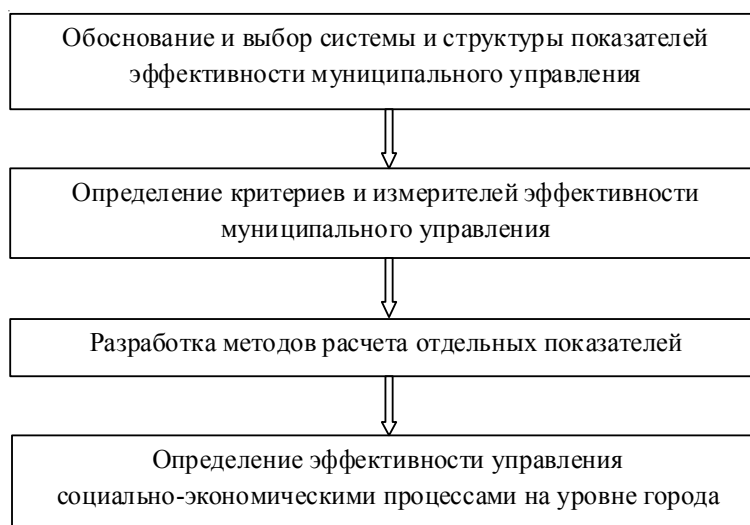 Обоснование и выбор системы и структуры показателей
эффективности муниципального управления
Определение критериев и измерителей эффективности
муниципального управления
Разработка методов расчета отдельных показателей
Определение эффективности управления
социально-экономическими процессами на уровне города